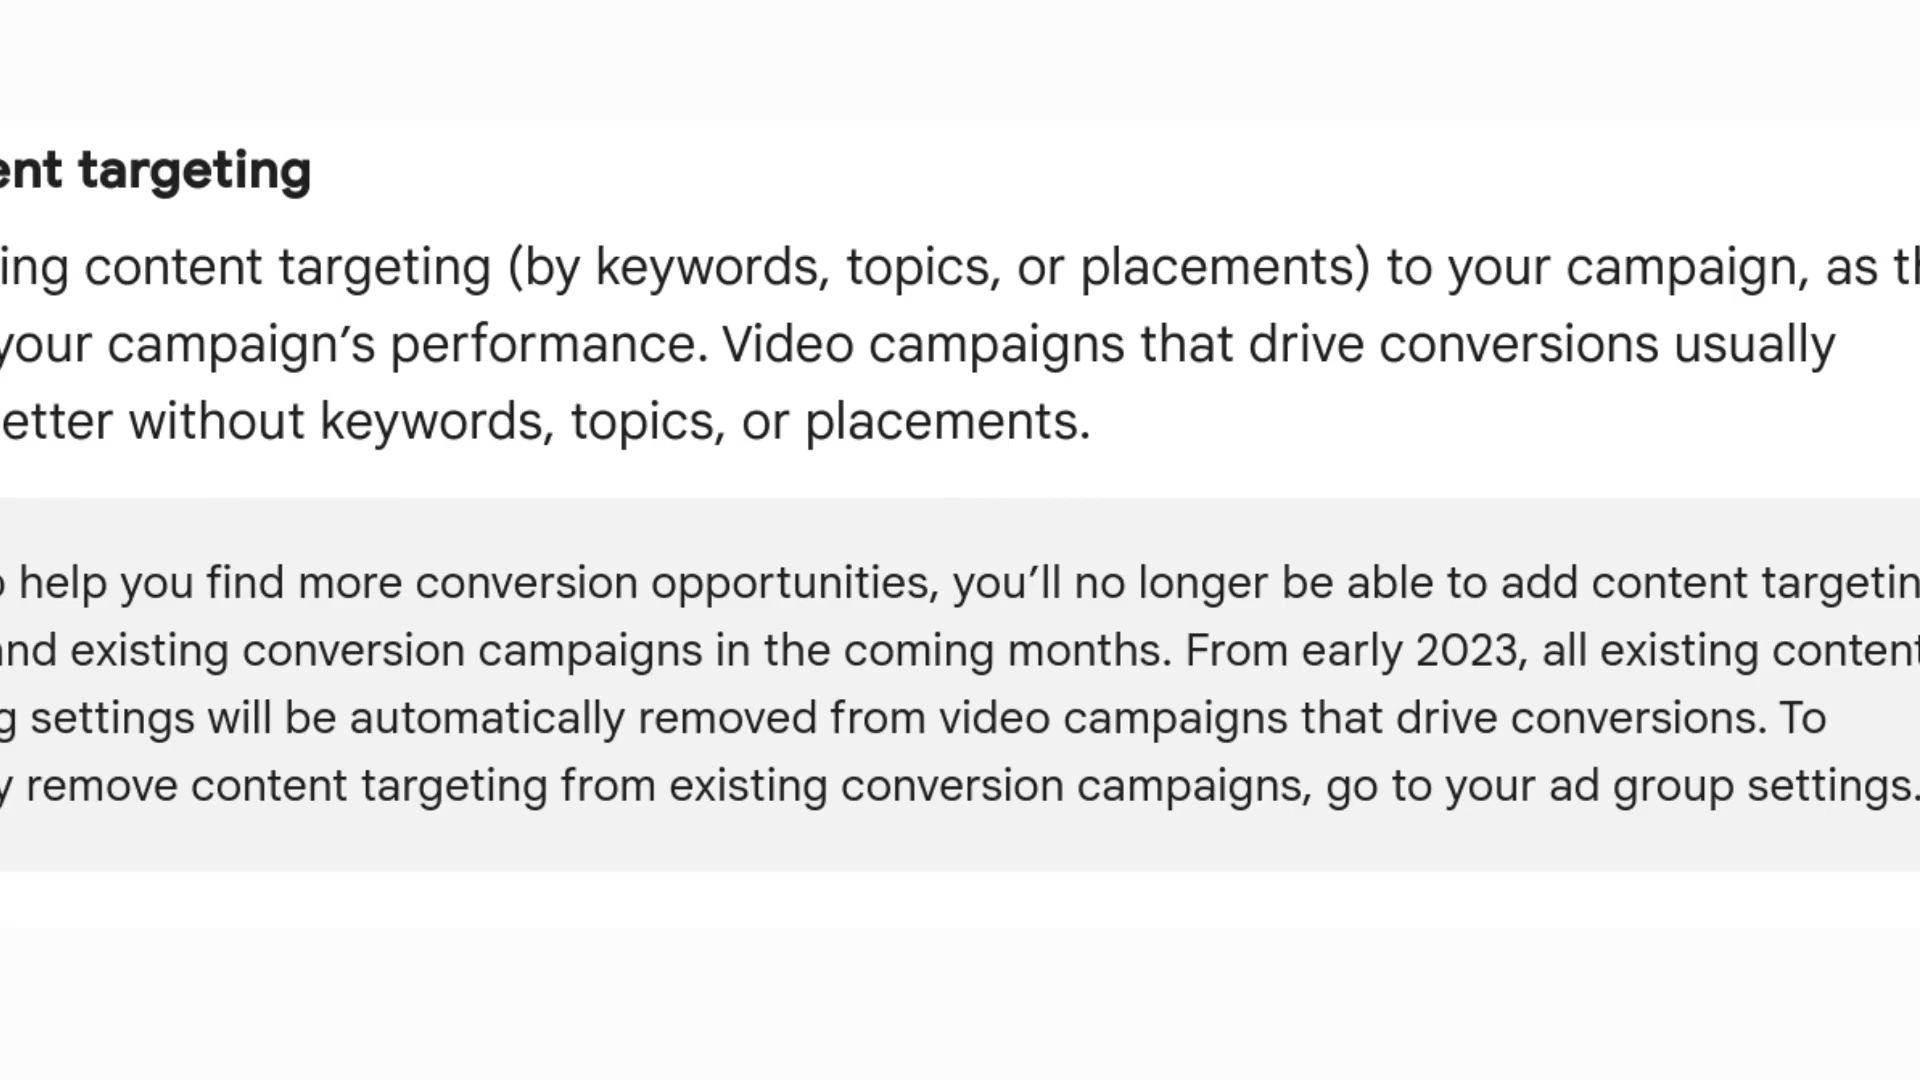 ent targeting
ing content targeting (by keywords, topics, or placements) to your campaign, as th
your campaign’s performance. Video campaigns that drive conversions usually
etter without keywords, topics, or placements.
o help you find more conversion opportunities, you’ll no longer be able to add content targetin
and existing conversion campaigns in the coming months. From early 2023, all existing content
g settings will be automatically removed from video campaigns that drive conversions. To
y remove content targeting from existing conversion campaigns, go to your ad group settings.